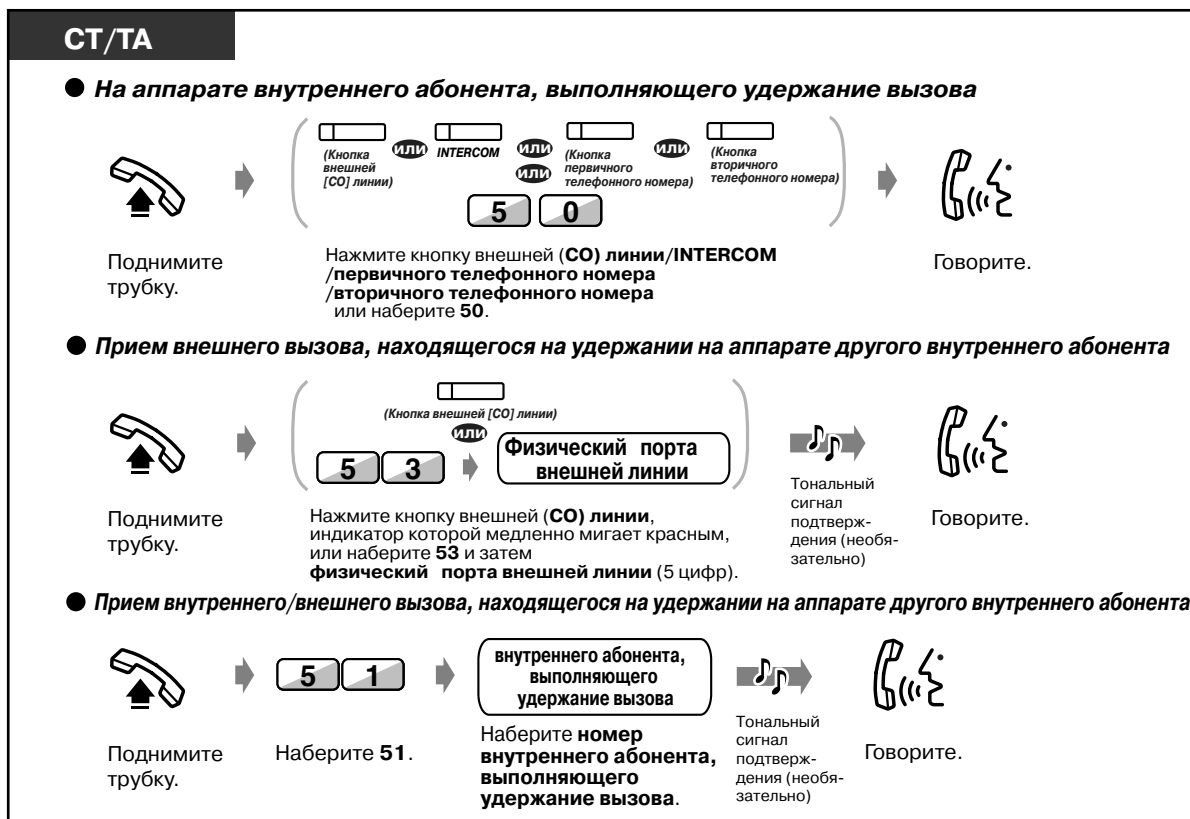 СТ/ТА
● На аппарате внутреннего абонента, выполняющего удержание вызова
(Кнопка
внешней
[CO] линии)
или
INTERCOM
или
или
(Кнопка
первичного
телефонного номера)
или
(Кнопка
вторичного
телефонного номера)
5 0
Поднимите
трубку.
Нажмите кнопку внешней (CO) линии/INTERCOM
/первичного телефонного номера
/вторичного телефонного номера
или наберите 50.
Говорите.
● Прием внешнего вызова, находящегося на удержании на аппарате другого внутреннего абонента
(Кнопка внешней [CO] линии)
или
5 3
Физический порта
внешней линии
Поднимите
трубку.
Нажмите кнопку внешней (CO) линии,
индикатор которой медленно мигает красным,
или наберите 53 и затем
физический порта внешней линии (5 цифр).
Тональный
сигнал
подтверж-
дения (необя-
зательно)
Говорите.
● Прием внутреннего/внешнего вызова, находящегося на удержании на аппарате другого внутреннего абонента
5 1
внутреннего абонента,
выполняющего
удержание вызова
Поднимите
трубку.
Наберите 51.
Наберите номер
внутреннего абонента,
выполняющего
удержание вызова.
Тональный
сигнал
подтверж-
дения (необя-
зательно)
Говорите.